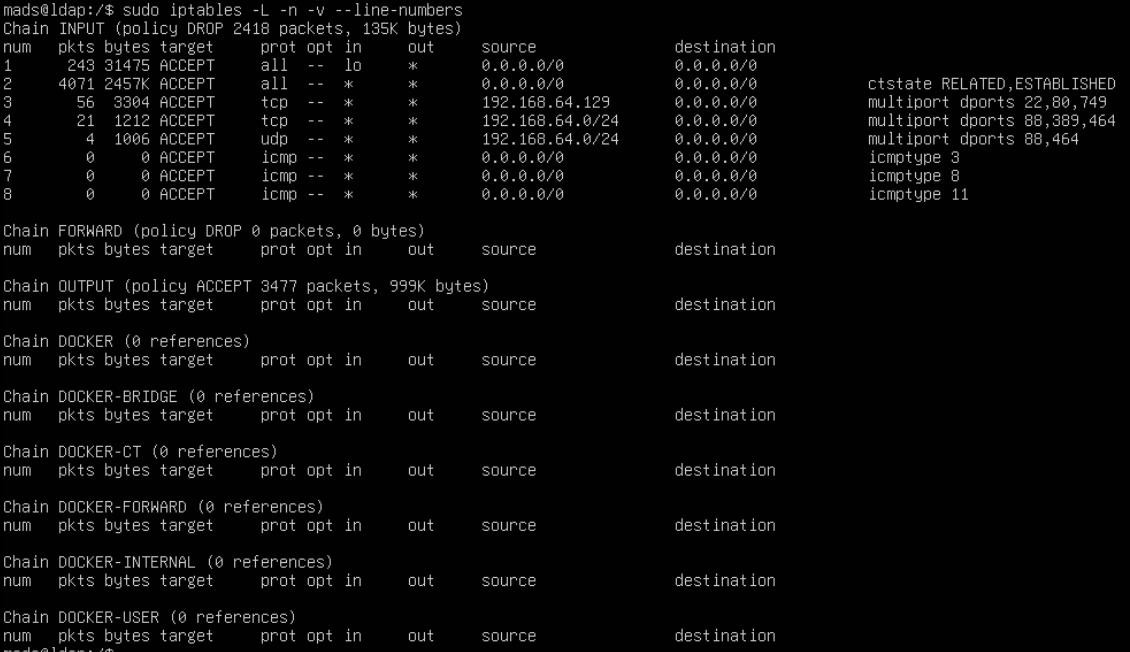 mads@ldap:/$ sudo iptables -L -n -v --line-numbers
Chain INPUT (policy DROP 2418 packets, 135K bytes)
num   pkts bytes target     prot opt in     out     source               destination
1      243 31475 ACCEPT     all  --  lo     *       0.0.0.0/0            0.0.0.0/0
2     4071 2457K ACCEPT     all  --  *      *       0.0.0.0/0            0.0.0.0/0            ctstate RELATED,ESTABLISHED
3       56  3304 ACCEPT     tcp  --  *      *       192.168.64.129       0.0.0.0/0            multiport dports 22,80,749
4       21  1212 ACCEPT     tcp  --  *      *       192.168.64.0/24      0.0.0.0/0            multiport dports 88,389,464
5        4  1006 ACCEPT     udp  --  *      *       192.168.64.0/24      0.0.0.0/0            multiport dports 88,464
6        0     0 ACCEPT     icmp --  *      *       0.0.0.0/0            0.0.0.0/0            icmptype 3
7        0     0 ACCEPT     icmp --  *      *       0.0.0.0/0            0.0.0.0/0            icmptype 8
8        0     0 ACCEPT     icmp --  *      *       0.0.0.0/0            0.0.0.0/0            icmptype 11
Chain FORWARD (policy DROP 0 packets, 0 bytes)
num   pkts bytes target     prot opt in     out     source               destination
Chain OUTPUT (policy ACCEPT 3477 packets, 999K bytes)
num   pkts bytes target     prot opt in     out     source               destination
Chain DOCKER (0 references)
num   pkts bytes target     prot opt in     out     source               destination
Chain DOCKER-BRIDGE (0 references)
num   pkts bytes target     prot opt in     out     source               destination
Chain DOCKER-CT (0 references)
num   pkts bytes target     prot opt in     out     source               destination
Chain DOCKER-FORWARD (0 references)
num   pkts bytes target     prot opt in     out     source               destination
Chain DOCKER-INTERNAL (0 references)
num   pkts bytes target     prot opt in     out     source               destination
Chain DOCKER-USER (0 references)
num   pkts bytes target     prot opt in     out     source               destination
mads@ldap:/$